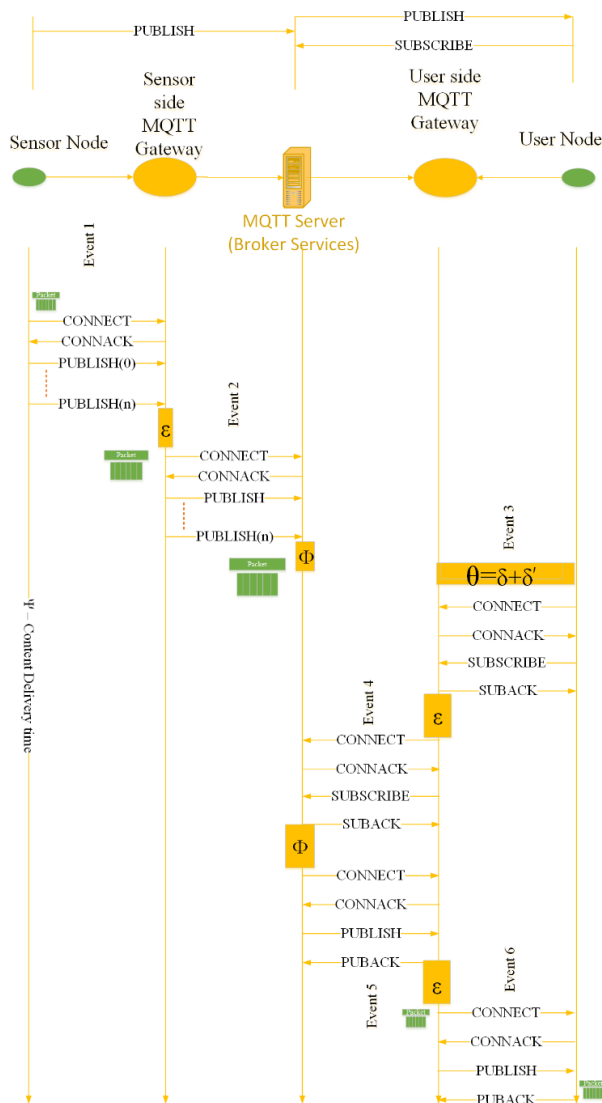 PUBLISH
PUBLISH
SUBSCRIBE
Sensor Node
Sensor
side
MQTT
Gateway
User side
MQTT
Gateway
User Node
MQTT Server
(Broker Services)
Event 1
Packet
CONNECT
CONNACK
PUBLISH(0)
PUBLISH(n)
ε
Event 2
Packet
CONNECT
CONNACK
PUBLISH
PUBLISH(n)
Φ
Packet
Event 3
θ=δ+δ′
CONNECT
CONNACK
SUBSCRIBE
SUBACK
Ψ – Content Delivery time
Event 4
ε
CONNECT
CONNACK
SUBSCRIBE
SUBACK
Φ
CONNECT
CONNACK
PUBLISH
PUBACK
Event 5
ε
Event 6
Packet
CONNECT
CONNACK
PUBLISH
Packet
PUBACK